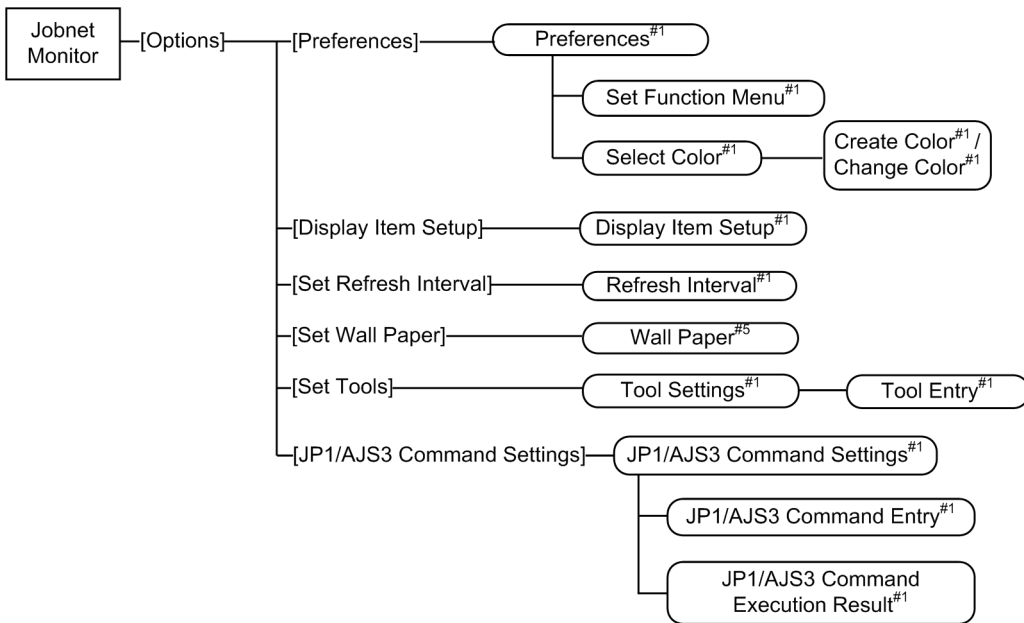 Jobnet
Monitor
[Options]
[Preferences]
Preferences#1
Set Function Menu#1
Select Color#1
Create Color#1 /
Change Color#1
[Display Item Setup]
Display Item Setup#1
[Set Refresh Interval]
Refresh Interval#1
[Set Wall Paper]
Wall Paper#5
[Set Tools]
Tool Settings#1
Tool Entry#1
[JP1/AJS3 Command Settings]
JP1/AJS3 Command Settings#1
JP1/AJS3 Command Entry#1
JP1/AJS3 Command
Execution Result#1